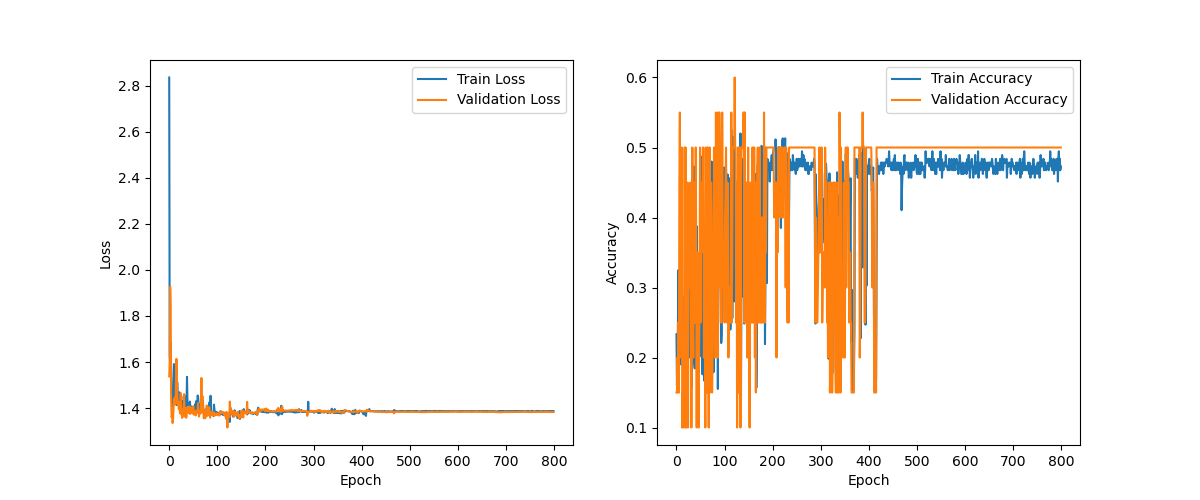 Train Loss
Validation Loss
2.8
2.6
2.4
2.2
2.0
1.8
1.6
1.4
Loss
0 100 200 300 400 500 600 700 800
Epoch
Train Accuracy
Validation Accuracy
0.6
0.5
0.4
0.3
0.2
0.1
Accuracy
0 100 200 300 400 500 600 700 800
Epoch